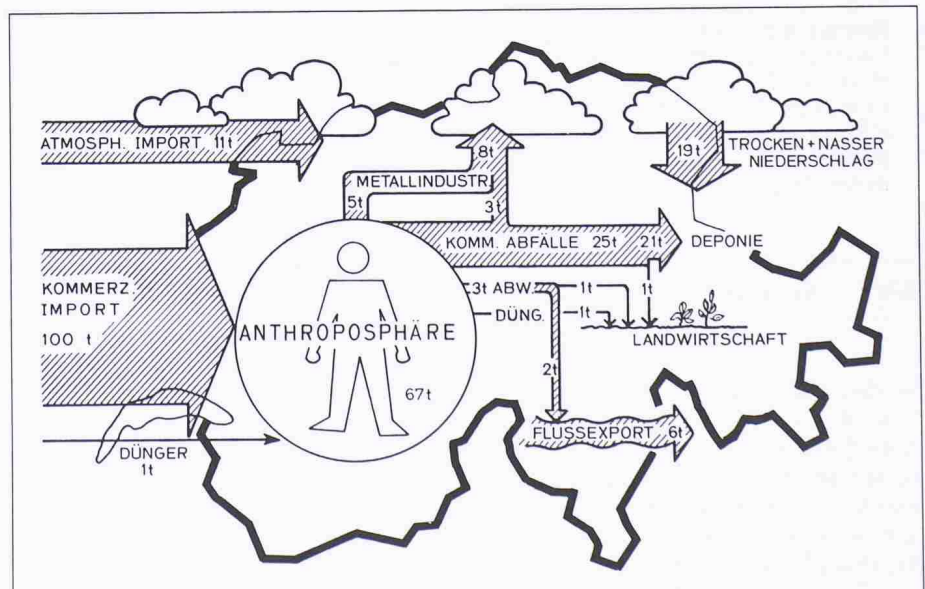 ATMOSPH. IMPORT 11t
8t
19t
TROCKEN + NASSER
NIEDERSCHLAG
METALLINDUSTR.
5t
3t
KOMM. ABFÄLLE 25t 21t
DEPONIE
KOMMERZ.
IMPORT
100 t
ANTHROPOSPHÄRE
67t
3t ABW.
1t
1t
DÜNG.
1t
LANDWIRTSCHAFT
2t
FLUSSEXPORT 6t
DÜNGER
1t